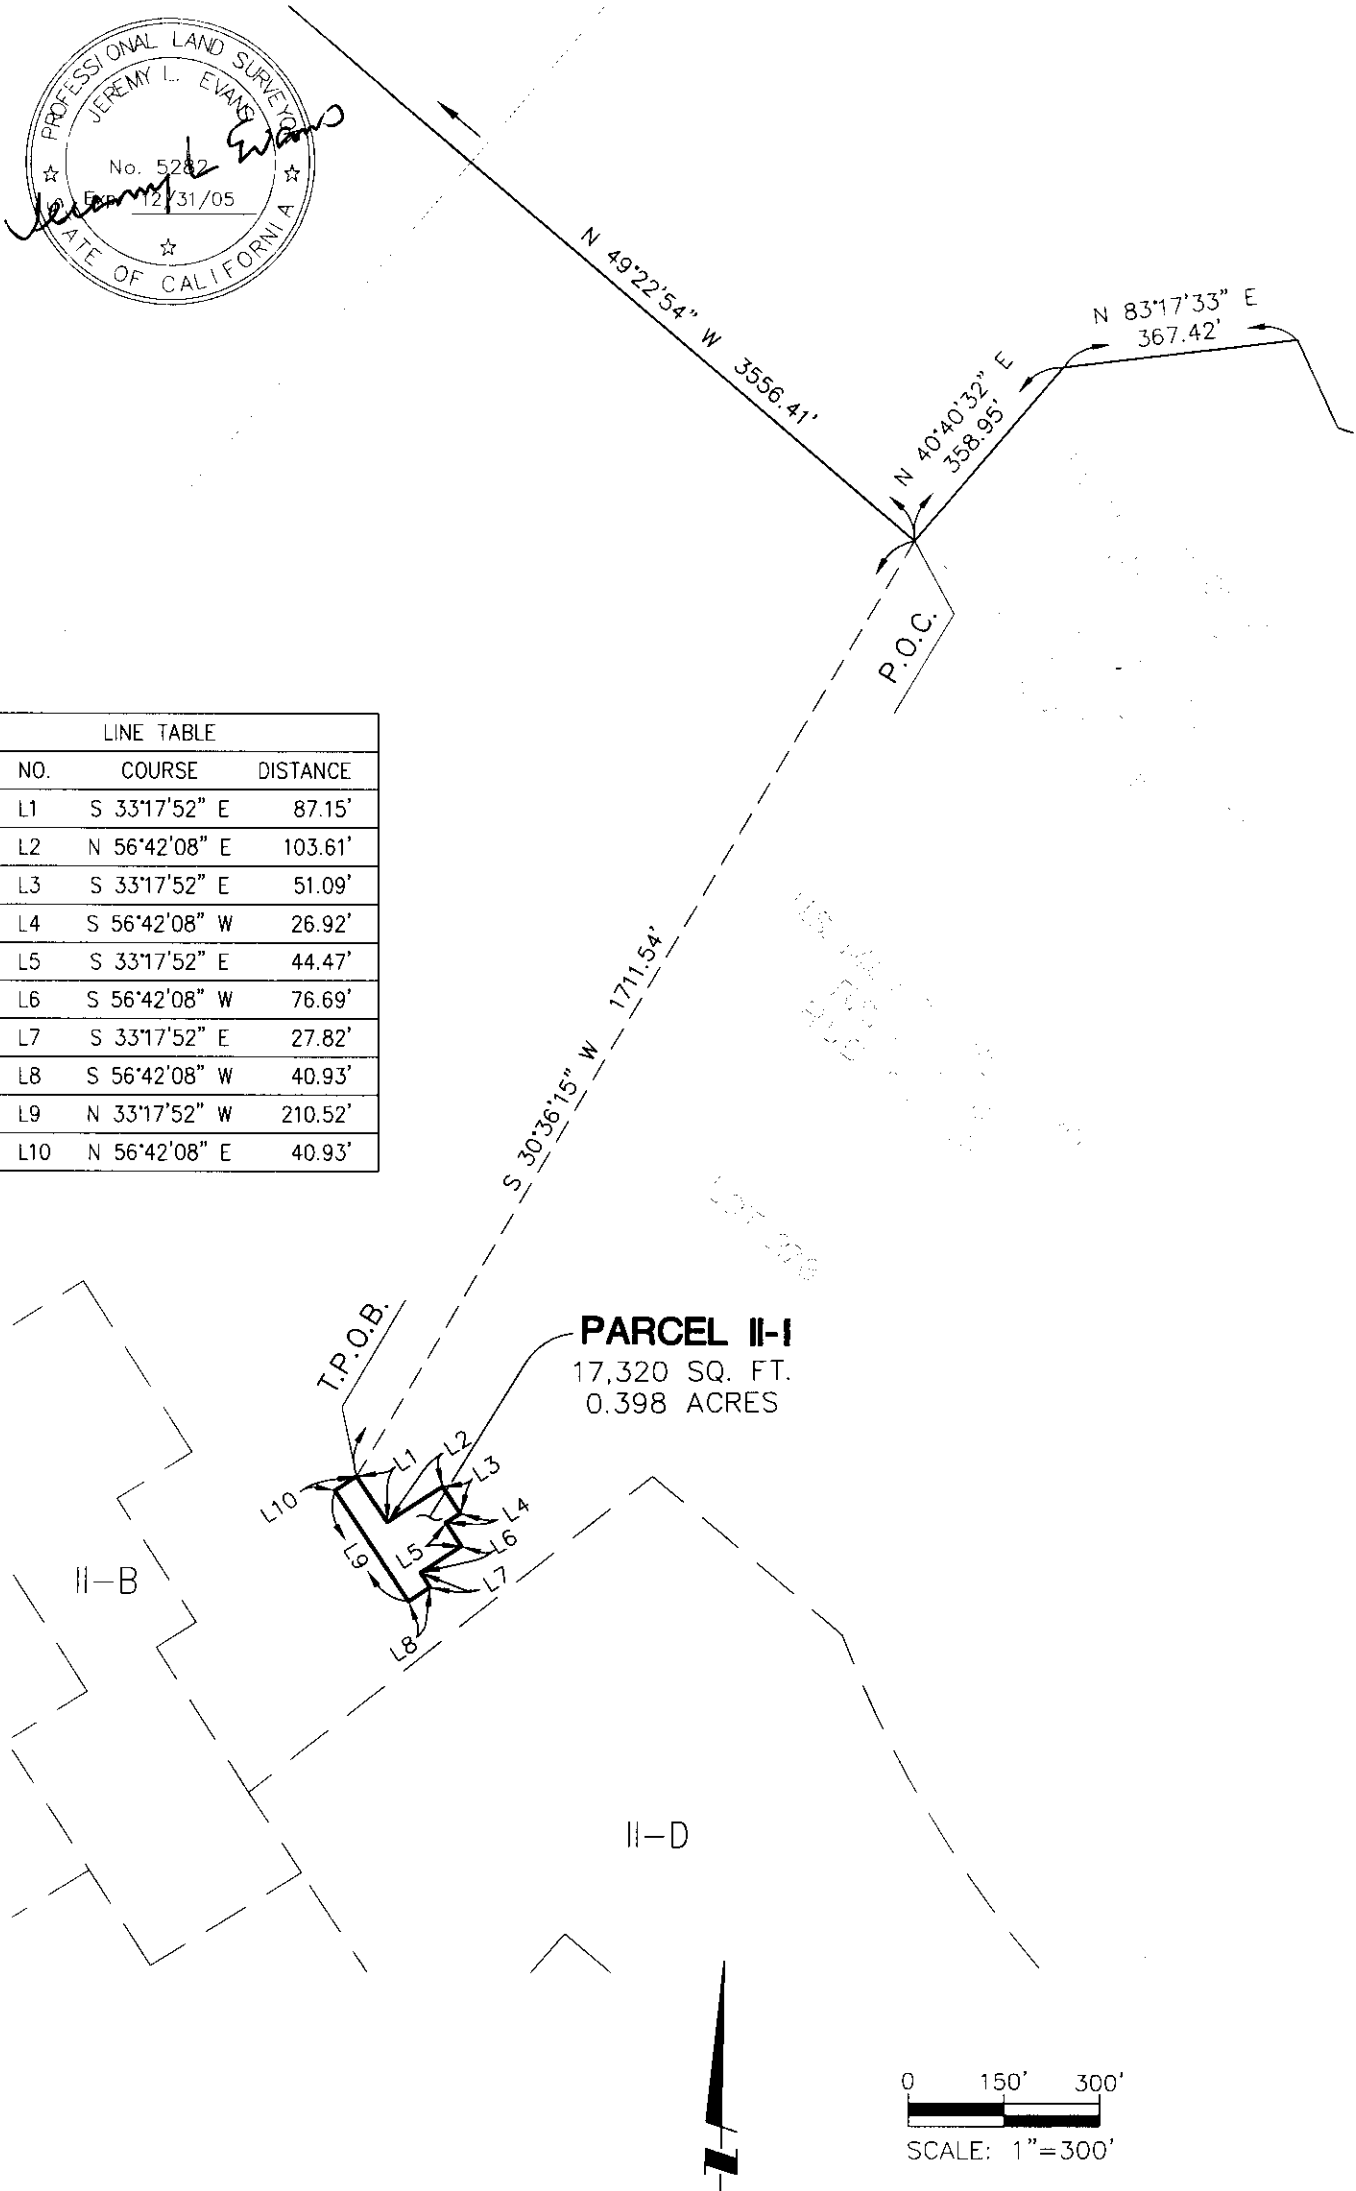 PROFESSIONAL LAND SURVEYOR
JEREMY L. EVANS
No. 5282
Exp. 12/31/05
STATE OF CALIFORNIA
Jeremy L Evans
N 49°22'54" W 3556.41'
N 40°40'32" E
358.95'
N 83°17'33" E
367.42'
P.O.C.
S 30°36'15" W 1711.54'
LINE TABLE
NO. COURSE DISTANCE
L1 S 33°17'52" E 87.15'
L2 N 56°42'08" E 103.61'
L3 S 33°17'52" E 51.09'
L4 S 56°42'08" W 26.92'
L5 S 33°17'52" E 44.47'
L6 S 56°42'08" W 76.69'
L7 S 33°17'52" E 27.82'
L8 S 56°42'08" W 40.93'
L9 N 33°17'52" W 210.52'
L10 N 56°42'08" E 40.93'
T.P.O.B.
PARCEL II-I
17,320 SQ. FT.
0.398 ACRES
L1
L2
L3
L4
L5
L6
L7
L8
L9
L10
II-B
II-D
0 150' 300'
SCALE: 1"=300'